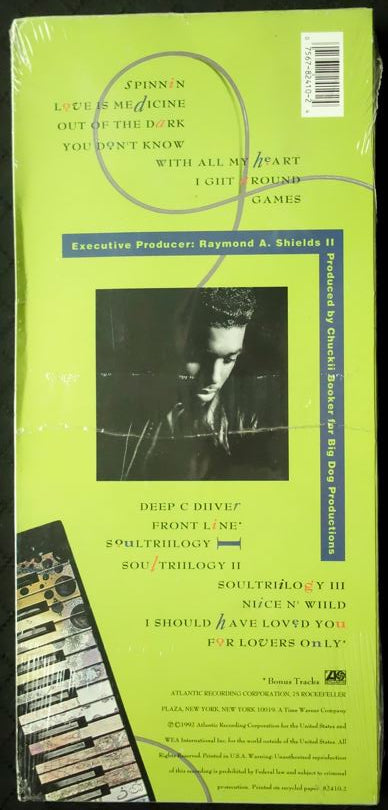 0 7567-82410-2 4
SPINNiN
LOVE IS MEdICINE
OUT OF THE DaRK
YOU DON'T KNOW
WITH ALL MY heART
I GIIT aROUND
GAMES
Executive Producer: Raymond A. Shields II
Produced by Chuckii Booker for Big Dog Productions
DEEP C DIIVEr
FRONT LiNE*
SOuLTRIILOGY I
SOUlTRIILOGY II
SOULTRIILOGY III
NIiCE N' WIILD
I SHOULD hAVE LOVED YOu
FOR LOVERS ONLY*
* Bonus Tracks
ATLANTIC RECORDING CORPORATION, 75 ROCKEFELLER
PLAZA, NEW YORK, NEW YORK 10019. A Time Warner Company
℗©1992 Atlantic Recording Corporation for the United States and
WEA International Inc. for the world outside of the United States. All
Rights Reserved. Printed in U.S.A. Warning: Unauthorized reproduction
of this recording is prohibited by Federal law and subject to criminal
prosecution. Printed on recycled paper. 82410-2